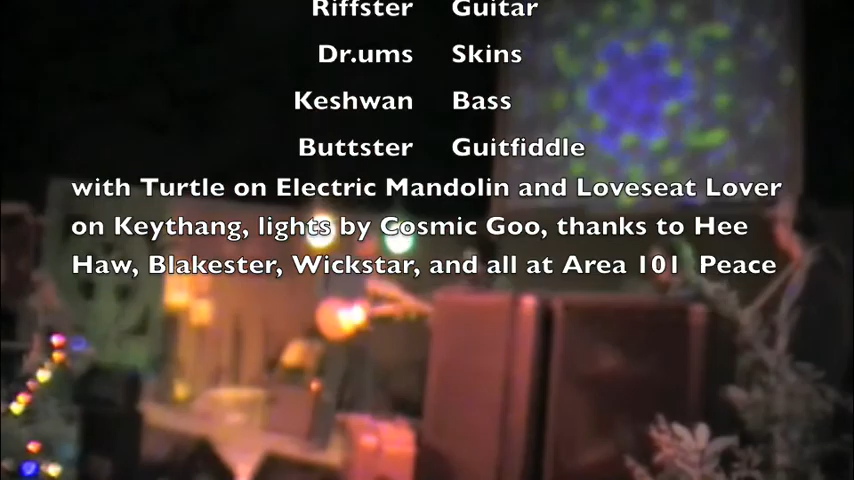 Riffster Guitar
Dr.ums Skins
Keshwan Bass
Buttster Guitfiddle
with Turtle on Electric Mandolin and Loveseat Lover
on Keythang, lights by Cosmic Goo, thanks to Hee
Haw, Blakester, Wickstar, and all at Area 101 Peace